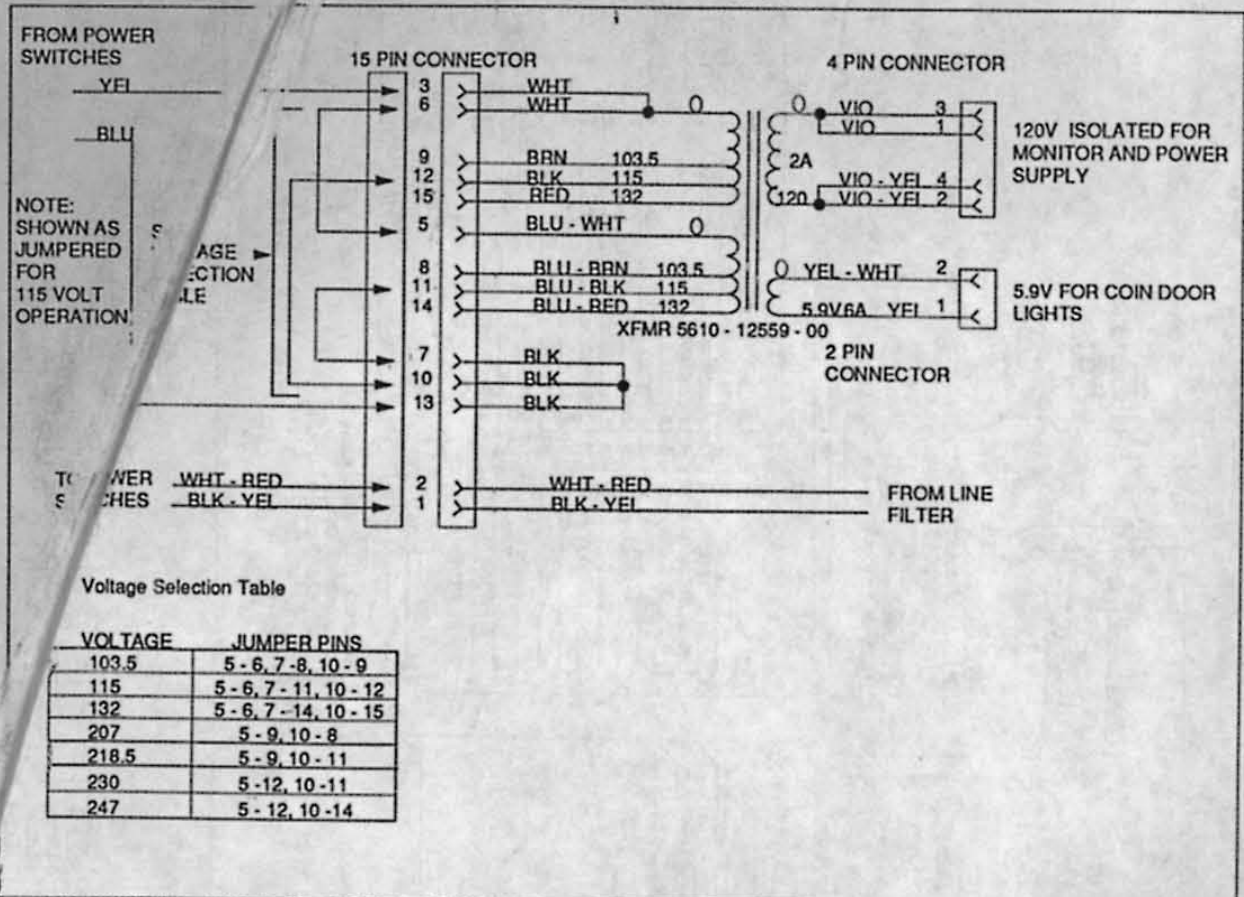 FROM POWER
SWITCHES
15 PIN CONNECTOR
4 PIN CONNECTOR
YEL
3
WHT
6
WHT
0
0
VIO
3
VIO
1
BLU
120V ISOLATED FOR
MONITOR AND POWER
SUPPLY
9
BRN
103.5
2A
12
BLK
115
VIO - YEL
4
15
RED
132
120
VIO - YEL
2
NOTE:
SHOWN AS
JUMPERED
FOR
115 VOLT
OPERATION
5
BLU - WHT
0
8
BLU - BRN
103.5
0
YEL - WHT
2
11
BLU - BLK
115
14
BLU - RED
132
5.9V6A
YEL
1
5.9V FOR COIN DOOR
LIGHTS
XFMR 5610 - 12559 - 00
2 PIN
CONNECTOR
7
BLK
10
BLK
13
BLK
WHT - RED
2
WHT - RED
BLK - YEL
1
BLK - YEL
FROM LINE
FILTER
Voltage Selection Table
VOLTAGE
JUMPER PINS
103.5
5 - 6, 7 -8, 10 - 9
115
5 - 6, 7 - 11, 10 - 12
132
5 - 6, 7 - 14, 10 - 15
207
5 - 9, 10 - 8
218.5
5 - 9, 10 - 11
230
5 -12, 10 -11
247
5 - 12, 10 -14